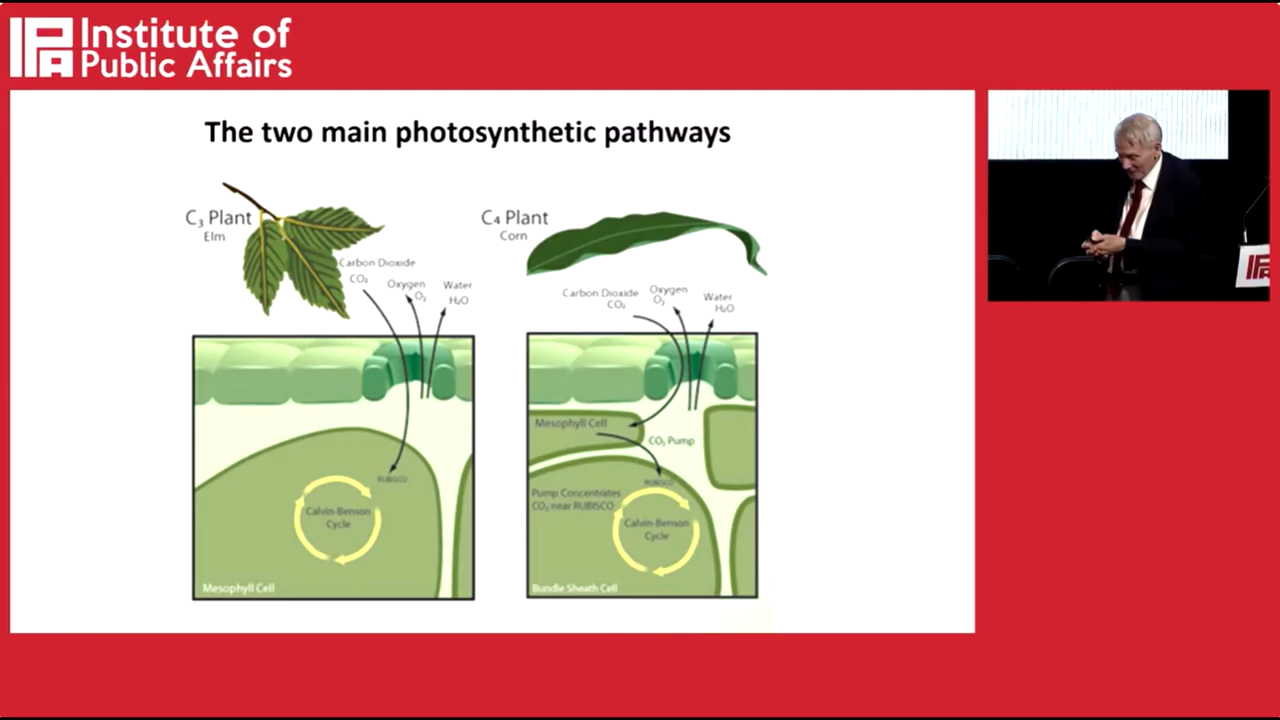 Institute of
Public Affairs
The two main photosynthetic pathways
C₃ Plant
Elm
Carbon Dioxide
CO₂
Oxygen
O₂
Water
H₂O
RUBISCO
Calvin-Benson
Cycle
Mesophyll Cell
C₄ Plant
Corn
Carbon Dioxide
CO₂
Oxygen
O₂
Water
H₂O
Mesophyll Cell
CO₂ Pump
Pump Concentrates
CO₂ near RUBISCO
RUBISCO
Calvin-Benson
Cycle
Bundle Sheath Cell